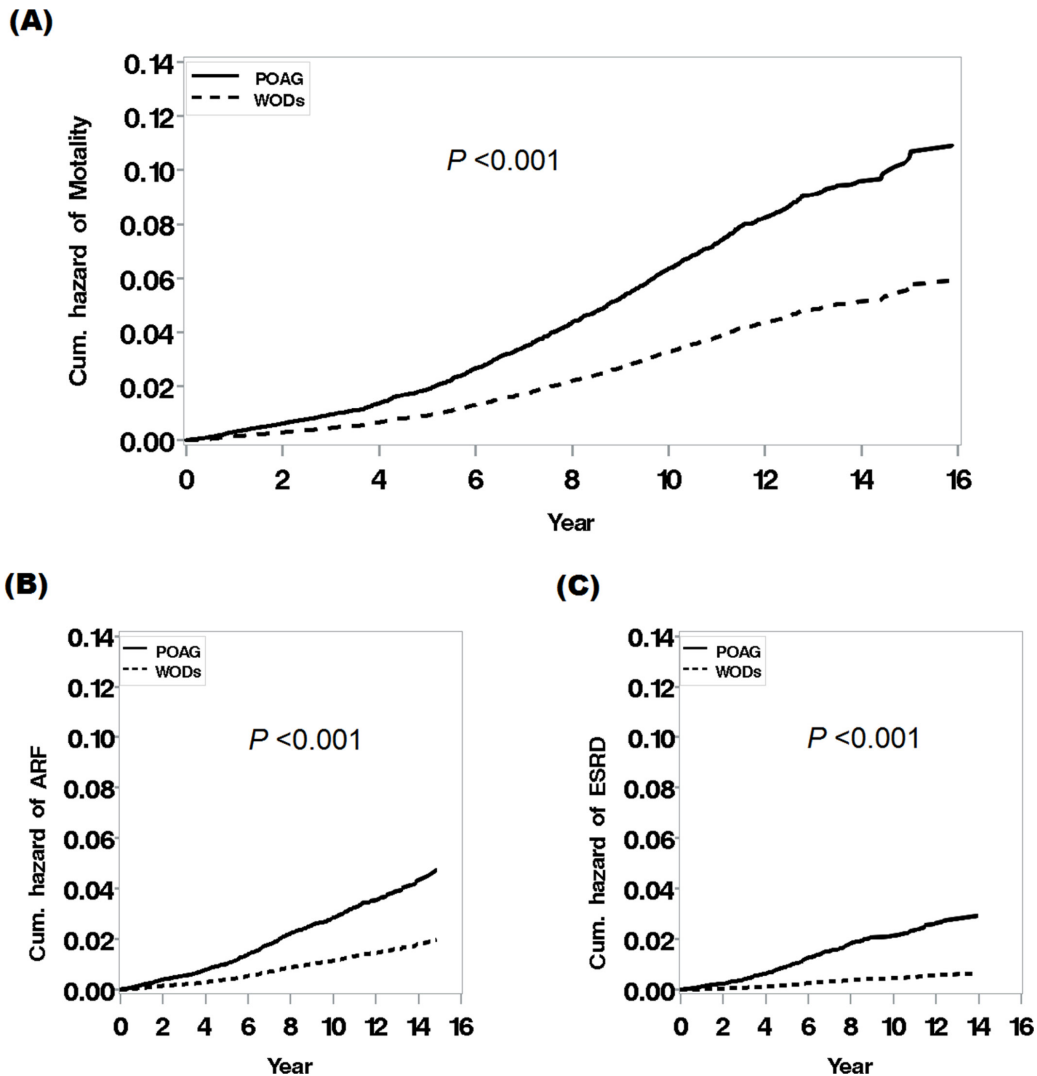 (A)
Cum. hazard of Motality
0.14
0.12
0.10
0.08
0.06
0.04
0.02
0.00
POAG
WODs
P <0.001
0 2 4 6 8 10 12 14 16
Year
(B)
Cum. hazard of ARF
0.14
0.12
0.10
0.08
0.06
0.04
0.02
0.00
POAG
WODs
P <0.001
0 2 4 6 8 10 12 14 16
Year
(C)
Cum. hazard of ESRD
0.14
0.12
0.10
0.08
0.06
0.04
0.02
0.00
POAG
WODs
P <0.001
0 2 4 6 8 10 12 14 16
Year